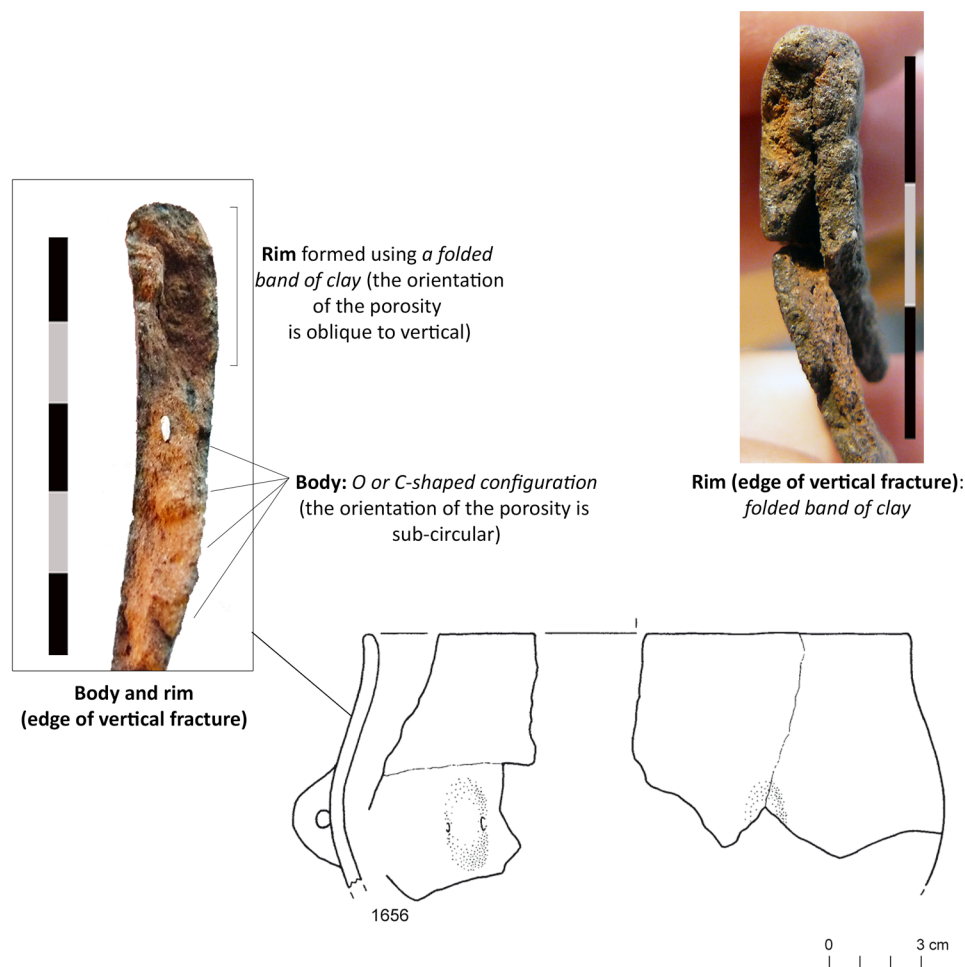 Rim formed using a folded
band of clay (the orientation
of the porosity
is oblique to vertical)
Body: O or C-shaped configuration
(the orientation of the porosity is
sub-circular)
Rim (edge of vertical fracture):
folded band of clay
Body and rim
(edge of vertical fracture)
1656
0 3 cm